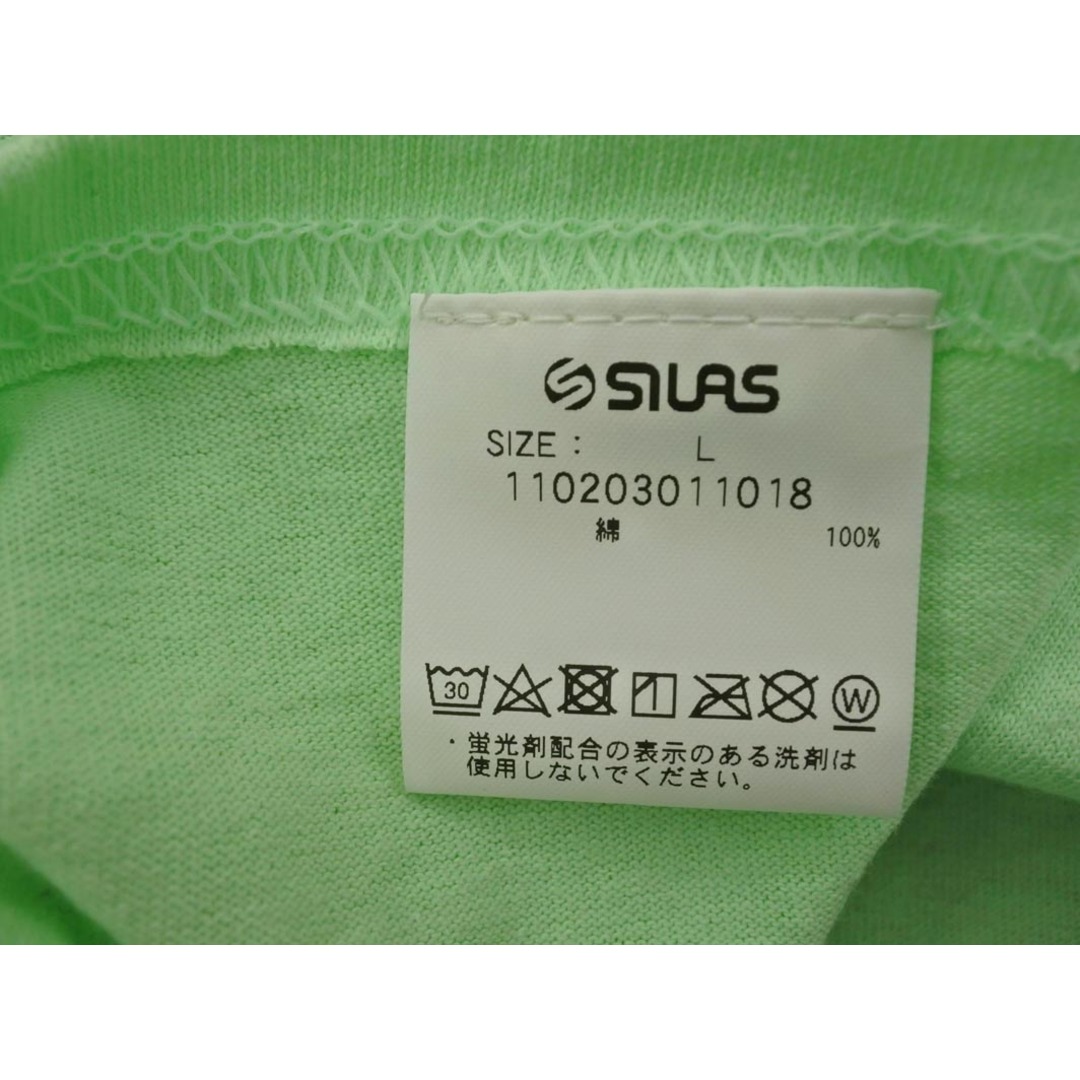 SILAS
SIZE : L
110203011018
綿 100%
30 W
・蛍光剤配合の表示のある洗剤は
使用しないでください。